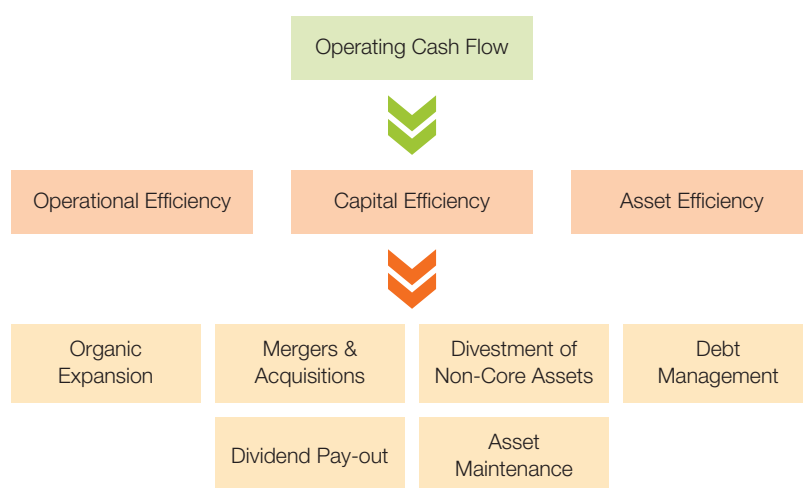 Operating Cash Flow
Operational Efficiency
Capital Efficiency
Asset Efficiency
Organic
Expansion
Mergers &
Acquisitions
Divestment of
Non-Core Assets
Debt
Management
Dividend Pay-out
Asset
Maintenance